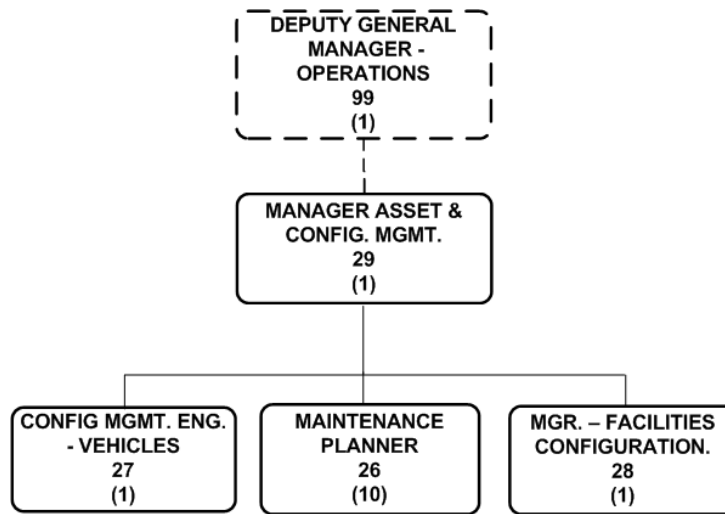 DEPUTY GENERAL
MANAGER -
OPERATIONS
99
(1)
MANAGER ASSET &
CONFIG. MGMT.
29
(1)
CONFIG MGMT. ENG.
- VEHICLES
27
(1)
MAINTENANCE
PLANNER
26
(10)
MGR. – FACILITIES
CONFIGURATION.
28
(1)